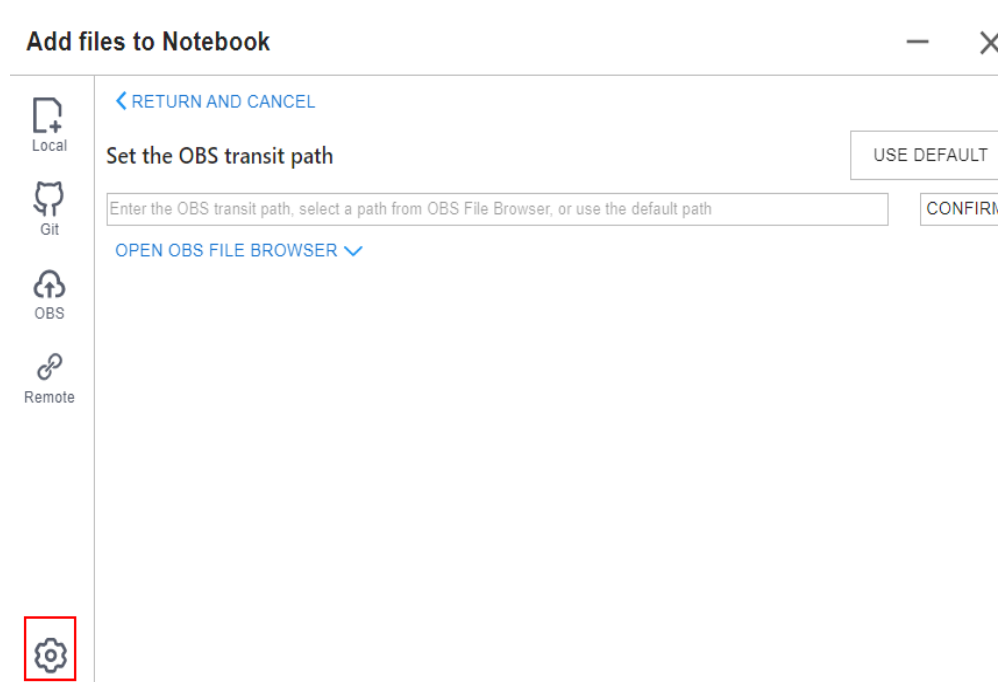 Add files to Notebook
RETURN AND CANCEL
Local
Set the OBS transit path
USE DEFAULT
Enter the OBS transit path, select a path from OBS File Browser, or use the default path
CONFIRM
Git
OPEN OBS FILE BROWSER
OBS
Remote